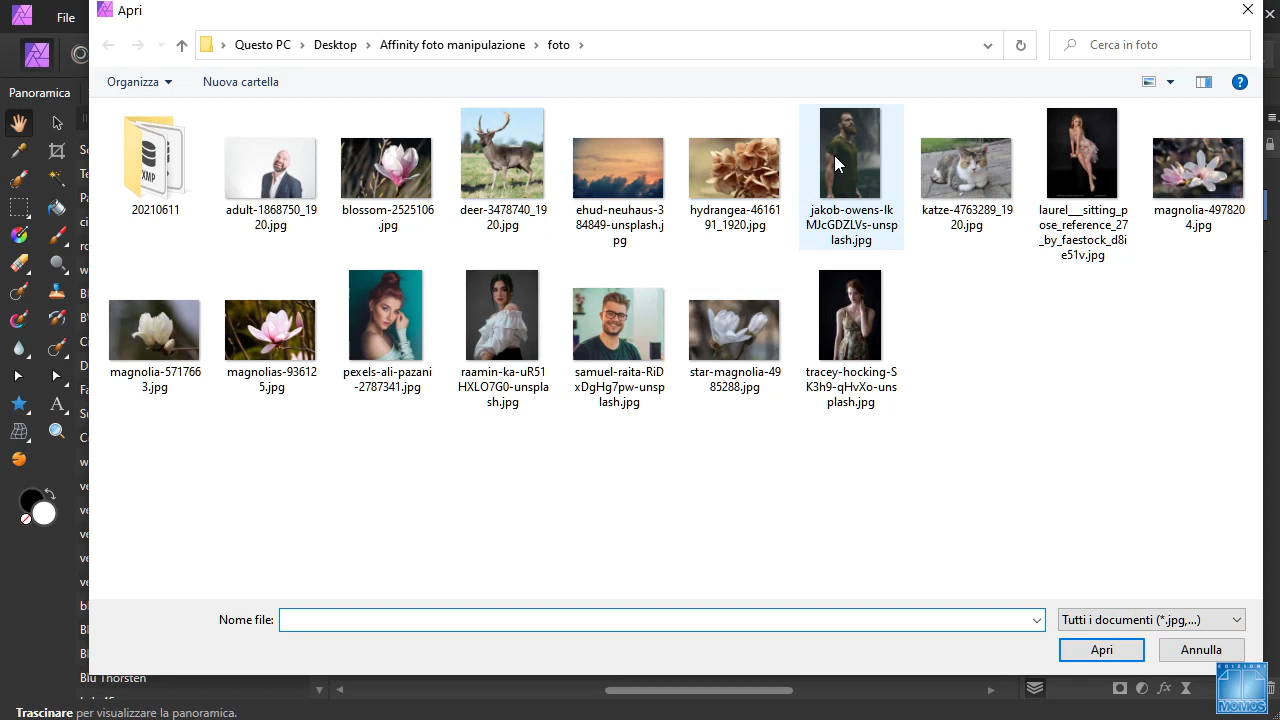 File
Apri
Questo PC
Desktop
Affinity foto manipolazione
foto
Cerca in foto
Organizza
Nuova cartella
Panoramica
20210611
adult-1868750_19
20.jpg
blossom-2525106
.jpg
deer-3478740_19
20.jpg
ehud-neuhaus-3
84849-unsplash.j
pg
hydrangea-46161
91_1920.jpg
jakob-owens-lk
MJcGDZLVs-unsp
lash.jpg
katze-4763289_19
20.jpg
laurel__sitting_p
ose_reference_27
_by_faestock_d8i
e51v.jpg
magnolia-497820
4.jpg
magnolia-571766
3.jpg
magnolias-93612
5.jpg
pexels-ali-pazani
-2787341.jpg
raamin-ka-uR51
HXLO7G0-unspla
sh.jpg
samuel-raita-RiD
xDgHg7pw-unsp
lash.jpg
star-magnolia-49
85288.jpg
tracey-hocking-S
K3h9-qHvXo-uns
plash.jpg
Nome file:
Tutti i documenti (*.jpg,...)
Apri
Annulla
Blu Thorsten
Trascinare per visualizzare la panoramica.
EDIZIONI
MOMOS